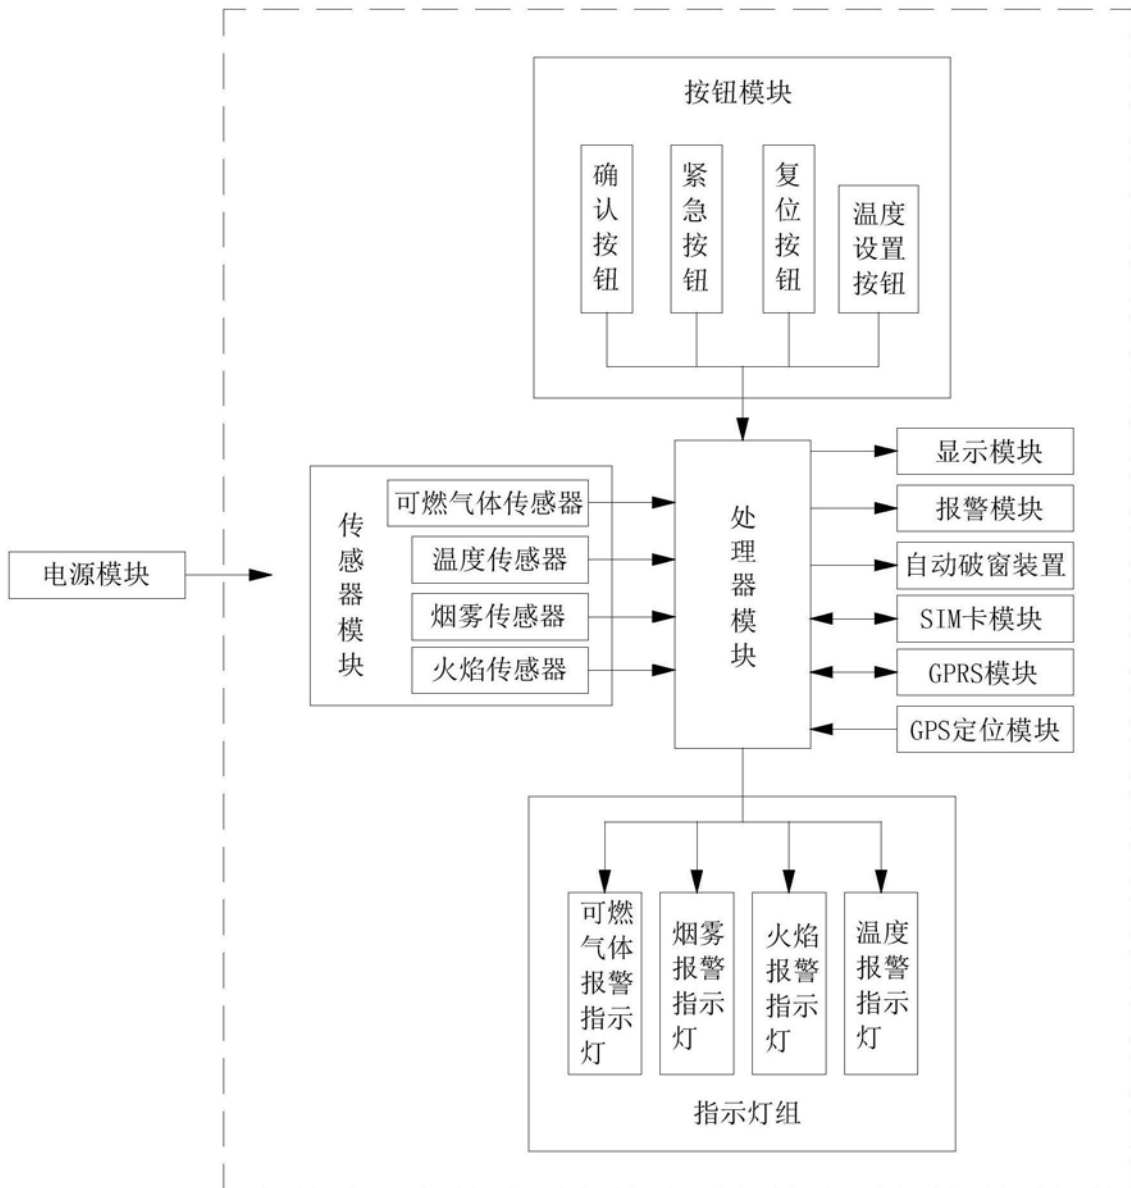 按钮模块
确认按钮
紧急按钮
复位按钮
温度
设置
按钮
传感器模块
可燃气体传感器
温度传感器
烟雾传感器
火焰传感器
电源模块
处理器模块
显示模块
报警模块
自动破窗装置
SIM卡模块
GPRS模块
GPS定位模块
可燃
气体
报警
指示
灯
烟雾
报警
指示
灯
火焰
报警
指示
灯
温度
报警
指示
灯
指示灯组